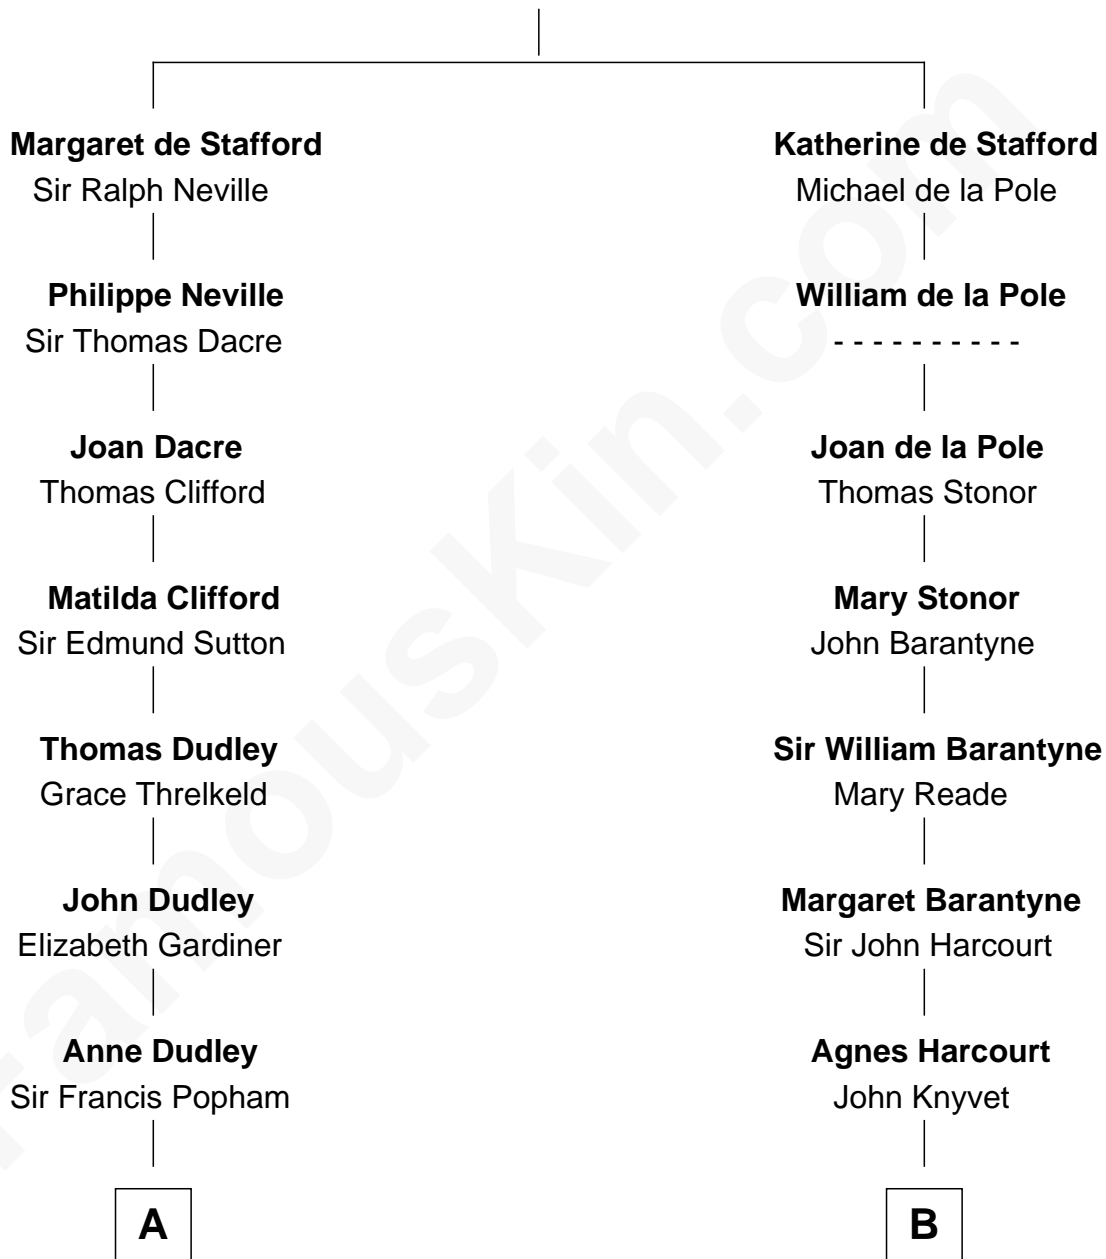 Margaret de Stafford
Sir Ralph Neville
Katherine de Stafford
Michael de la Pole
Philippe Neville
Sir Thomas Dacre
William de la Pole
- - - - - - - - - -
Joan Dacre
Thomas Clifford
Joan de la Pole
Thomas Stonor
Matilda Clifford
Sir Edmund Sutton
Mary Stonor
John Barantyne
Thomas Dudley
Grace Threlkeld
Sir William Barantyne
Mary Reade
John Dudley
Elizabeth Gardiner
Margaret Barantyne
Sir John Harcourt
Anne Dudley
Sir Francis Popham
Agnes Harcourt
John Knyvet
A
B
FamousKin.com